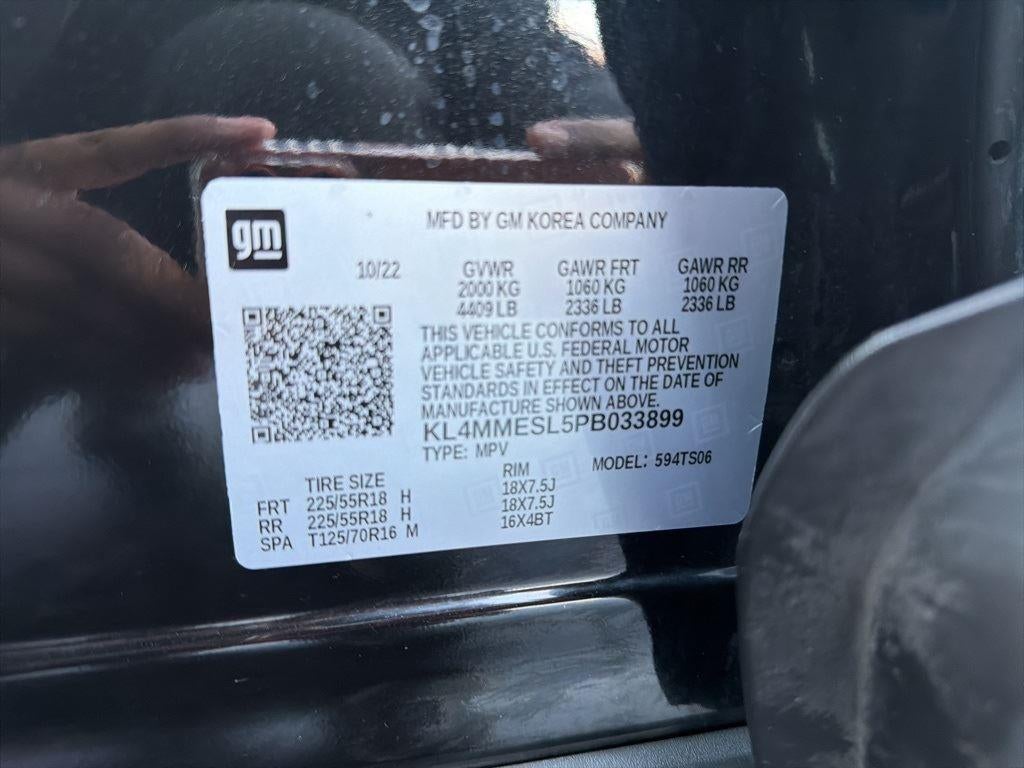 gm
MFD BY GM KOREA COMPANY
10/22 GVWR GAWR FRT GAWR RR
2000 KG 1060 KG 1060 KG
4409 LB 2336 LB 2336 LB
THIS VEHICLE CONFORMS TO ALL
APPLICABLE U.S. FEDERAL MOTOR
VEHICLE SAFETY AND THEFT PREVENTION
STANDARDS IN EFFECT ON THE DATE OF
MANUFACTURE SHOWN ABOVE.
KL4MMESL5PB033899
TYPE: MPV MODEL: 594TS06
TIRE SIZE RIM
FRT 225/55R18 H 18X7.5J
RR 225/55R18 H 18X7.5J
SPA T125/70R16 M 16X4BT